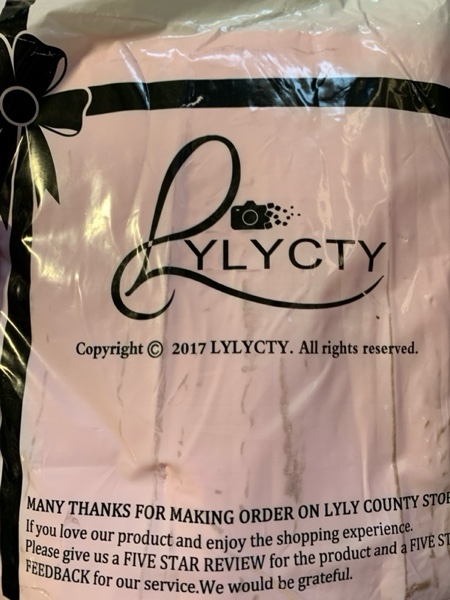 LYLYCTY
Copyright © 2017 LYLYCTY. All rights reserved.
MANY THANKS FOR MAKING ORDER ON LYLY COUNTY
If you love our product and enjoy the shopping experience.
Please give us a FIVE STAR REVIEW for the product and a FIVE
FEEDBACK for our service.We would be grateful.